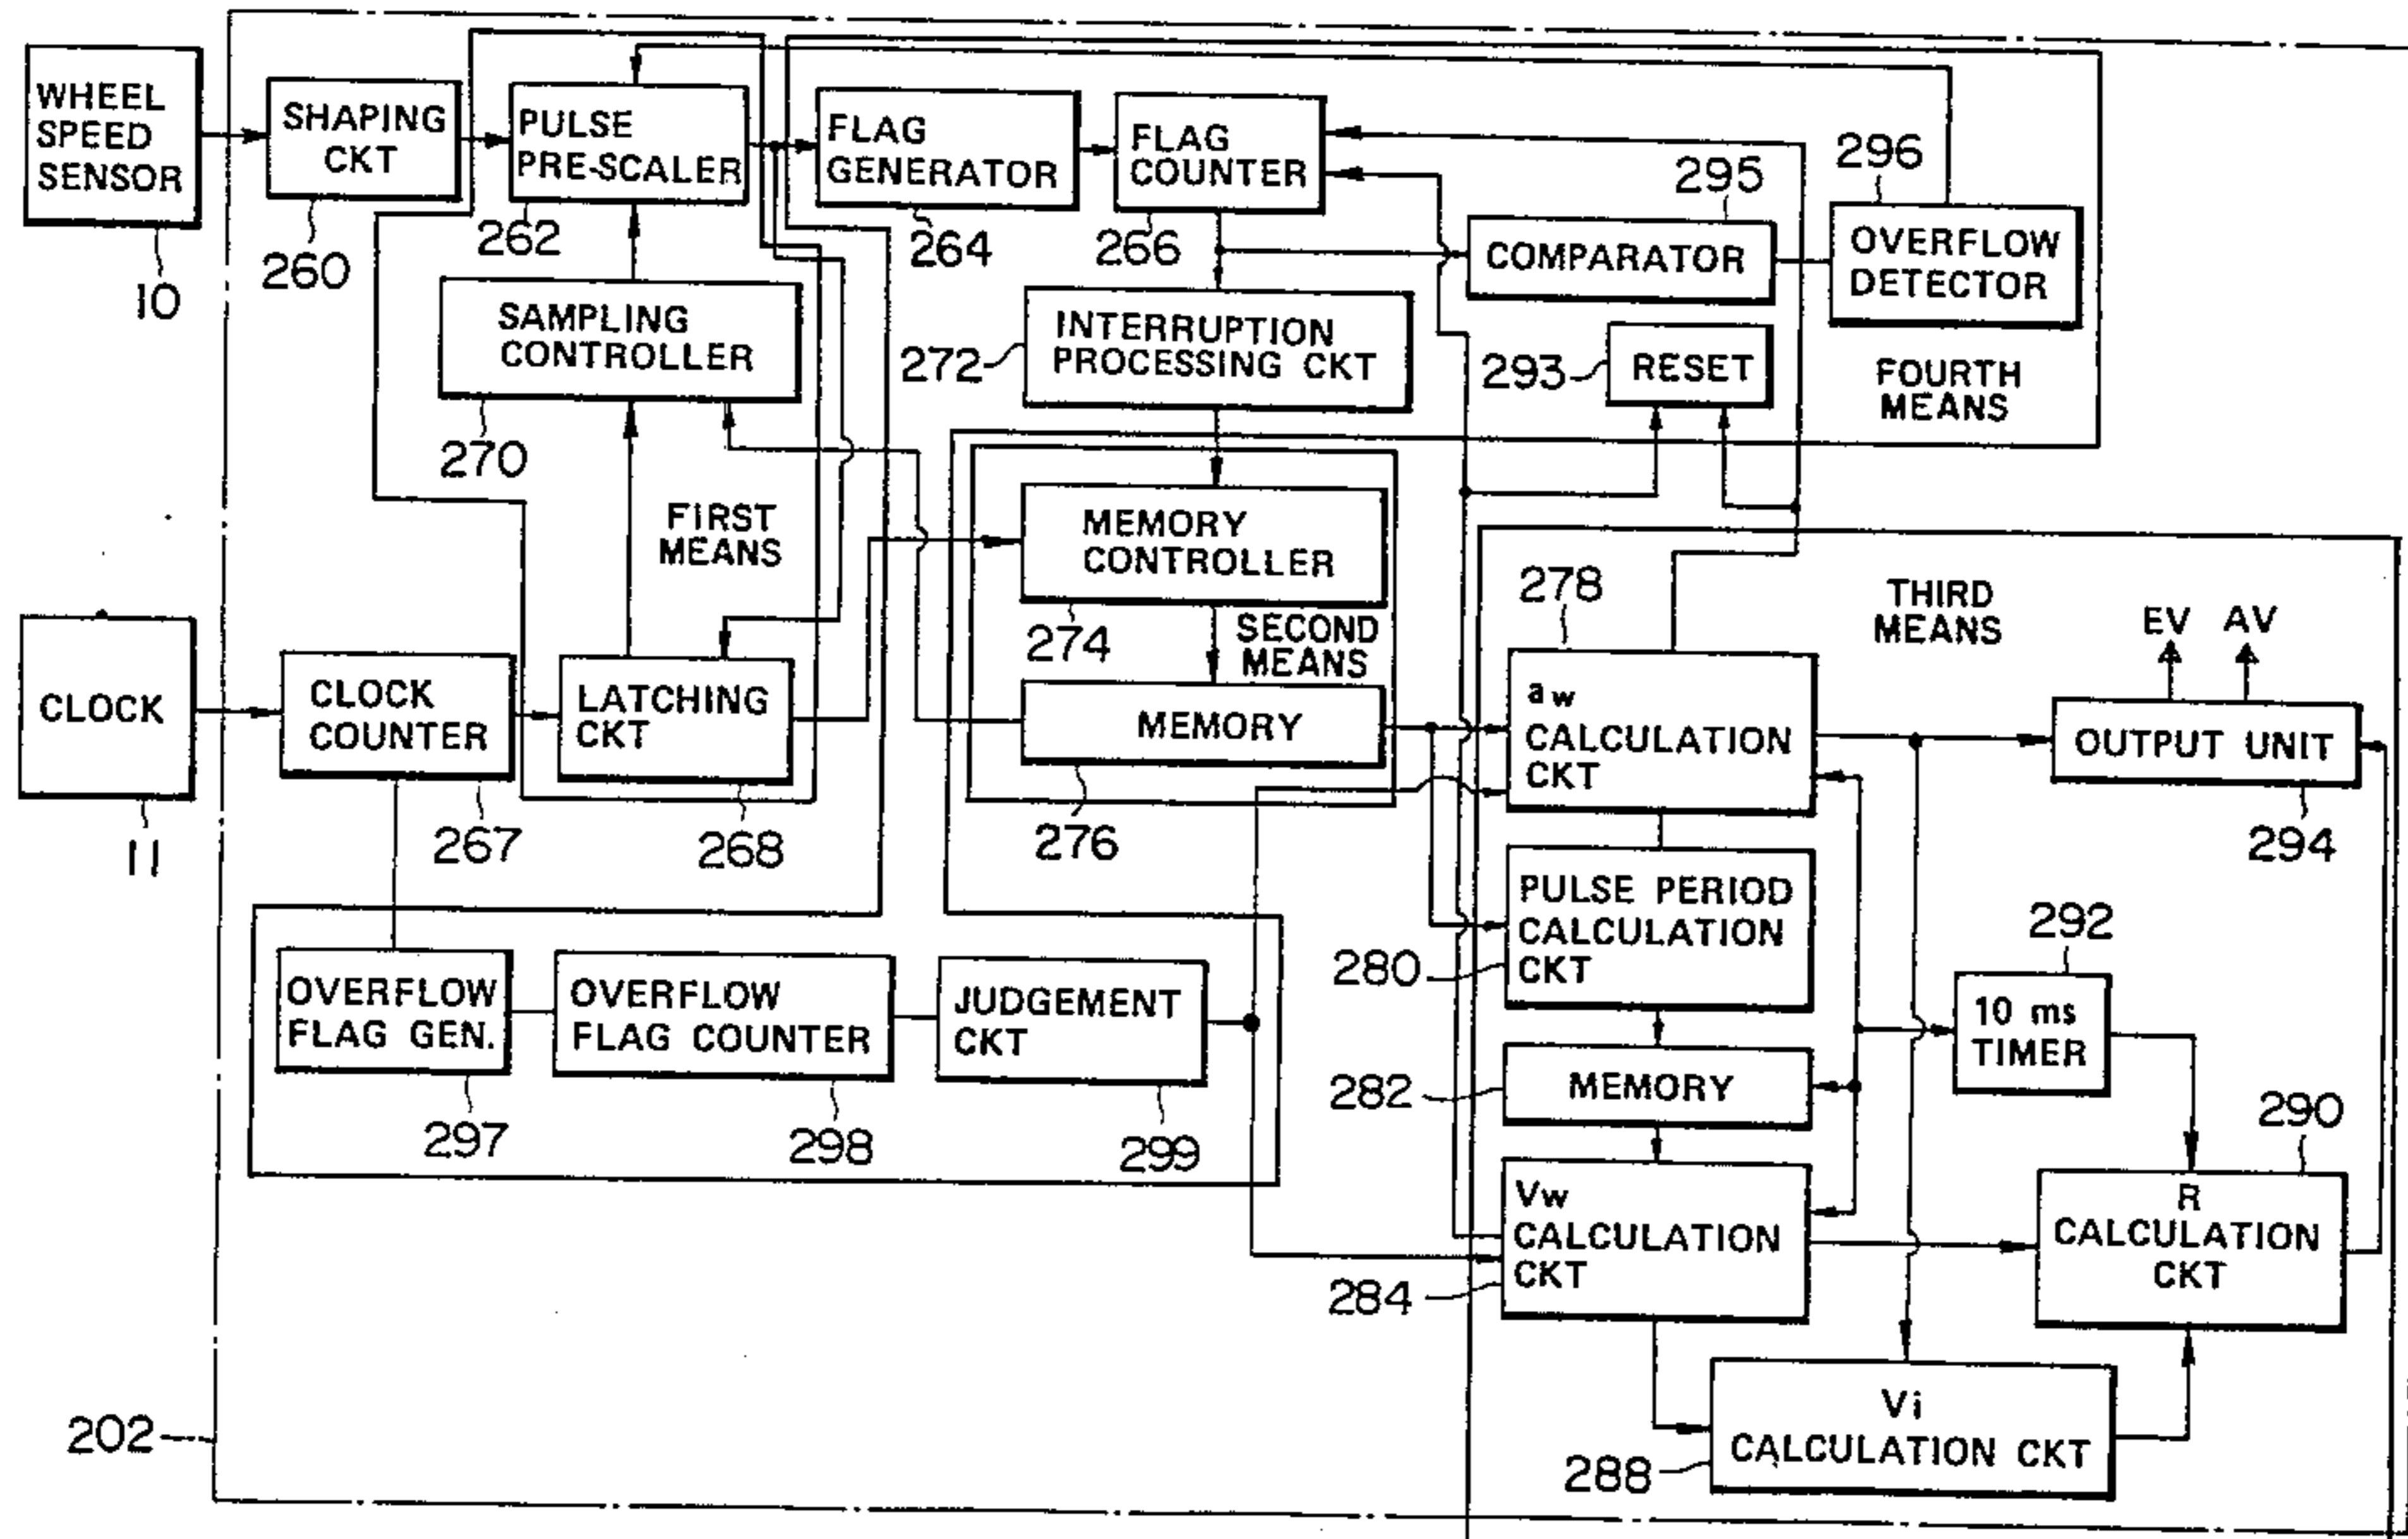 WHEEL
SPEED
SENSOR
10
SHAPING
CKT
260
PULSE
PRE-SCALER
262
FLAG
GENERATOR
264
FLAG
COUNTER
266
295
COMPARATOR
296
OVERFLOW
DETECTOR
SAMPLING
CONTROLLER
270
INTERRUPTION
PROCESSING CKT
272
293
RESET
FOURTH
MEANS
FIRST
MEANS
MEMORY
CONTROLLER
274
SECOND
MEANS
278
THIRD
MEANS
EV
AV
CLOCK
11
CLOCK
COUNTER
267
LATCHING
CKT
268
MEMORY
276
aw
CALCULATION
CKT
OUTPUT UNIT
294
PULSE PERIOD
CALCULATION
CKT
280
292
10 ms
TIMER
OVERFLOW
FLAG GEN.
297
OVERFLOW
FLAG COUNTER
298
JUDGEMENT
CKT
299
282
MEMORY
290
R
CALCULATION
CKT
Vw
CALCULATION
CKT
284
Vi
CALCULATION CKT
288
202